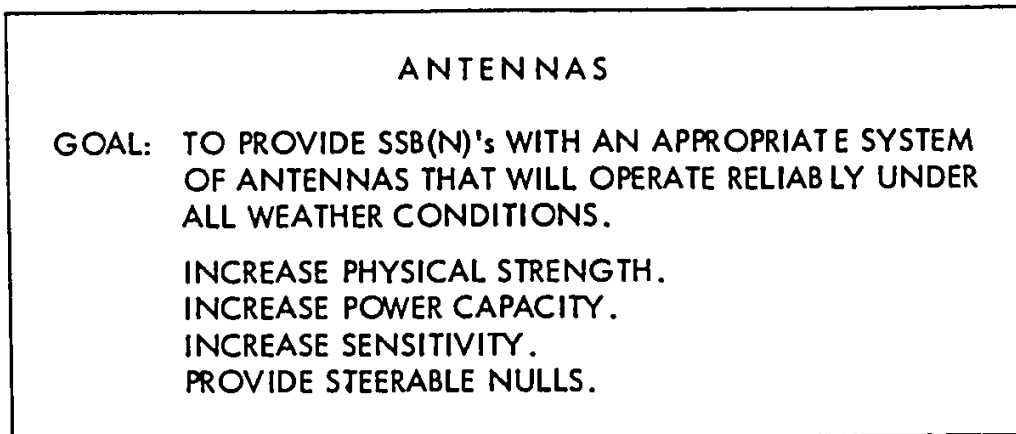 ANTENNAS
GOAL: TO PROVIDE SSB(N)'s WITH AN APPROPRIATE SYSTEM
OF ANTENNAS THAT WILL OPERATE RELIABLY UNDER
ALL WEATHER CONDITIONS.
INCREASE PHYSICAL STRENGTH.
INCREASE POWER CAPACITY.
INCREASE SENSITIVITY.
PROVIDE STEERABLE NULLS.